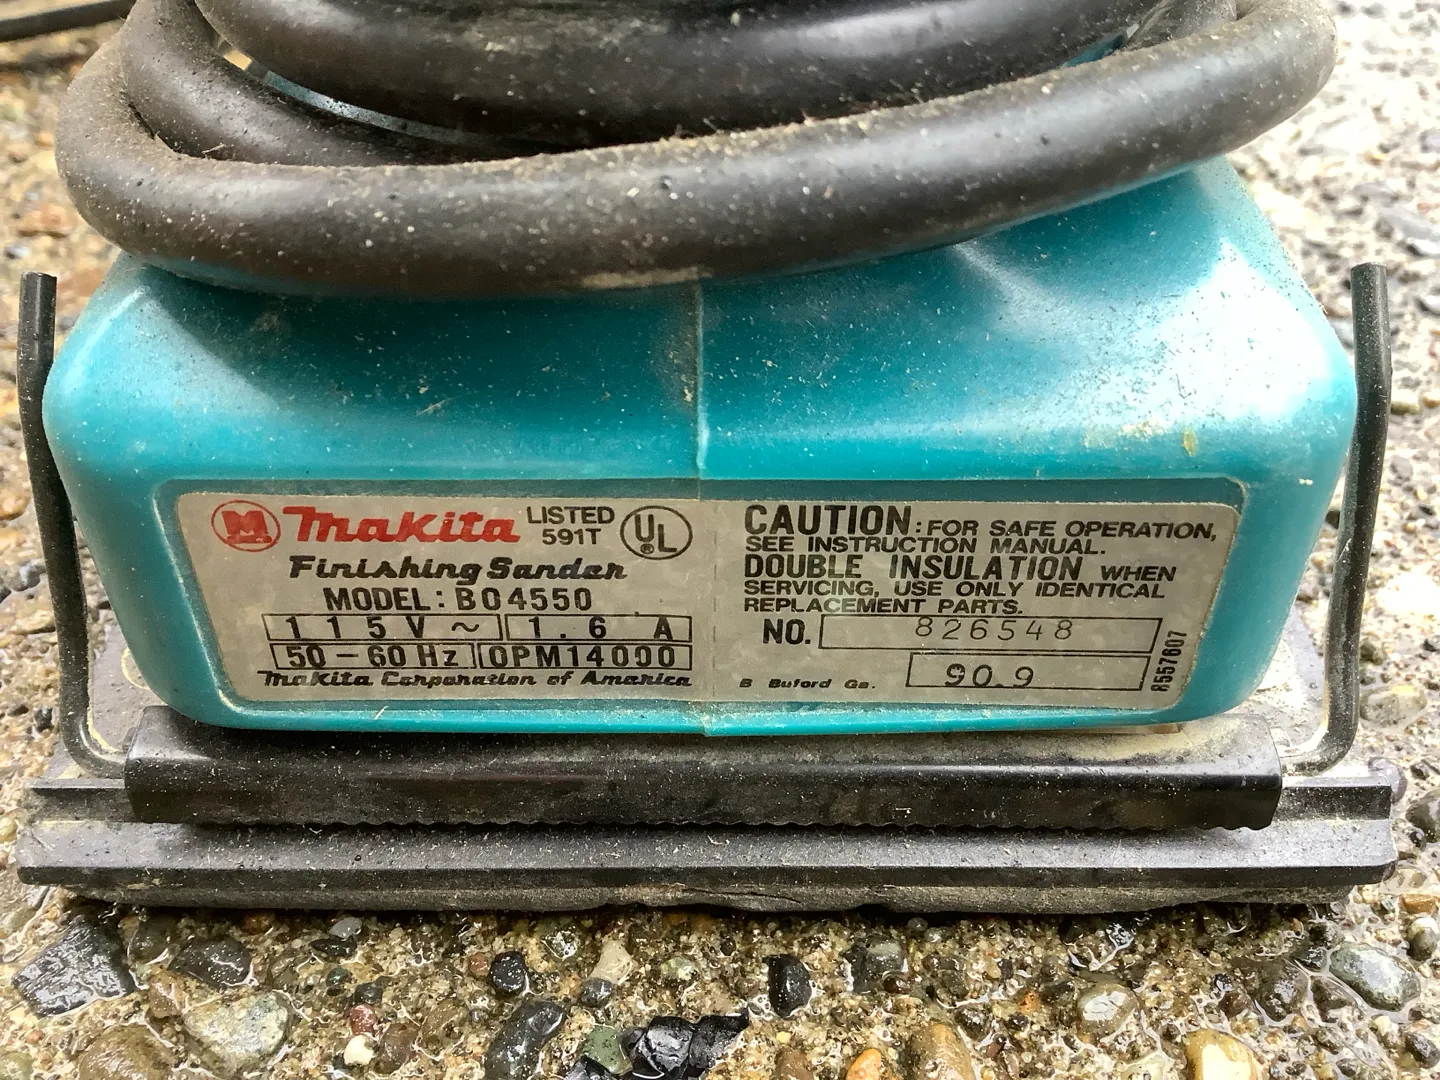 M Makita LISTED 591T UL®
Finishing Sander
MODEL: BO4550
115V~ 1.6 A
50-60Hz OPM14000
Makita Corporation of America
CAUTION: FOR SAFE OPERATION,
SEE INSTRUCTION MANUAL.
DOUBLE INSULATION WHEN
SERVICING, USE ONLY IDENTICAL
REPLACEMENT PARTS.
NO. 826548
B Buford Ga. 90.9